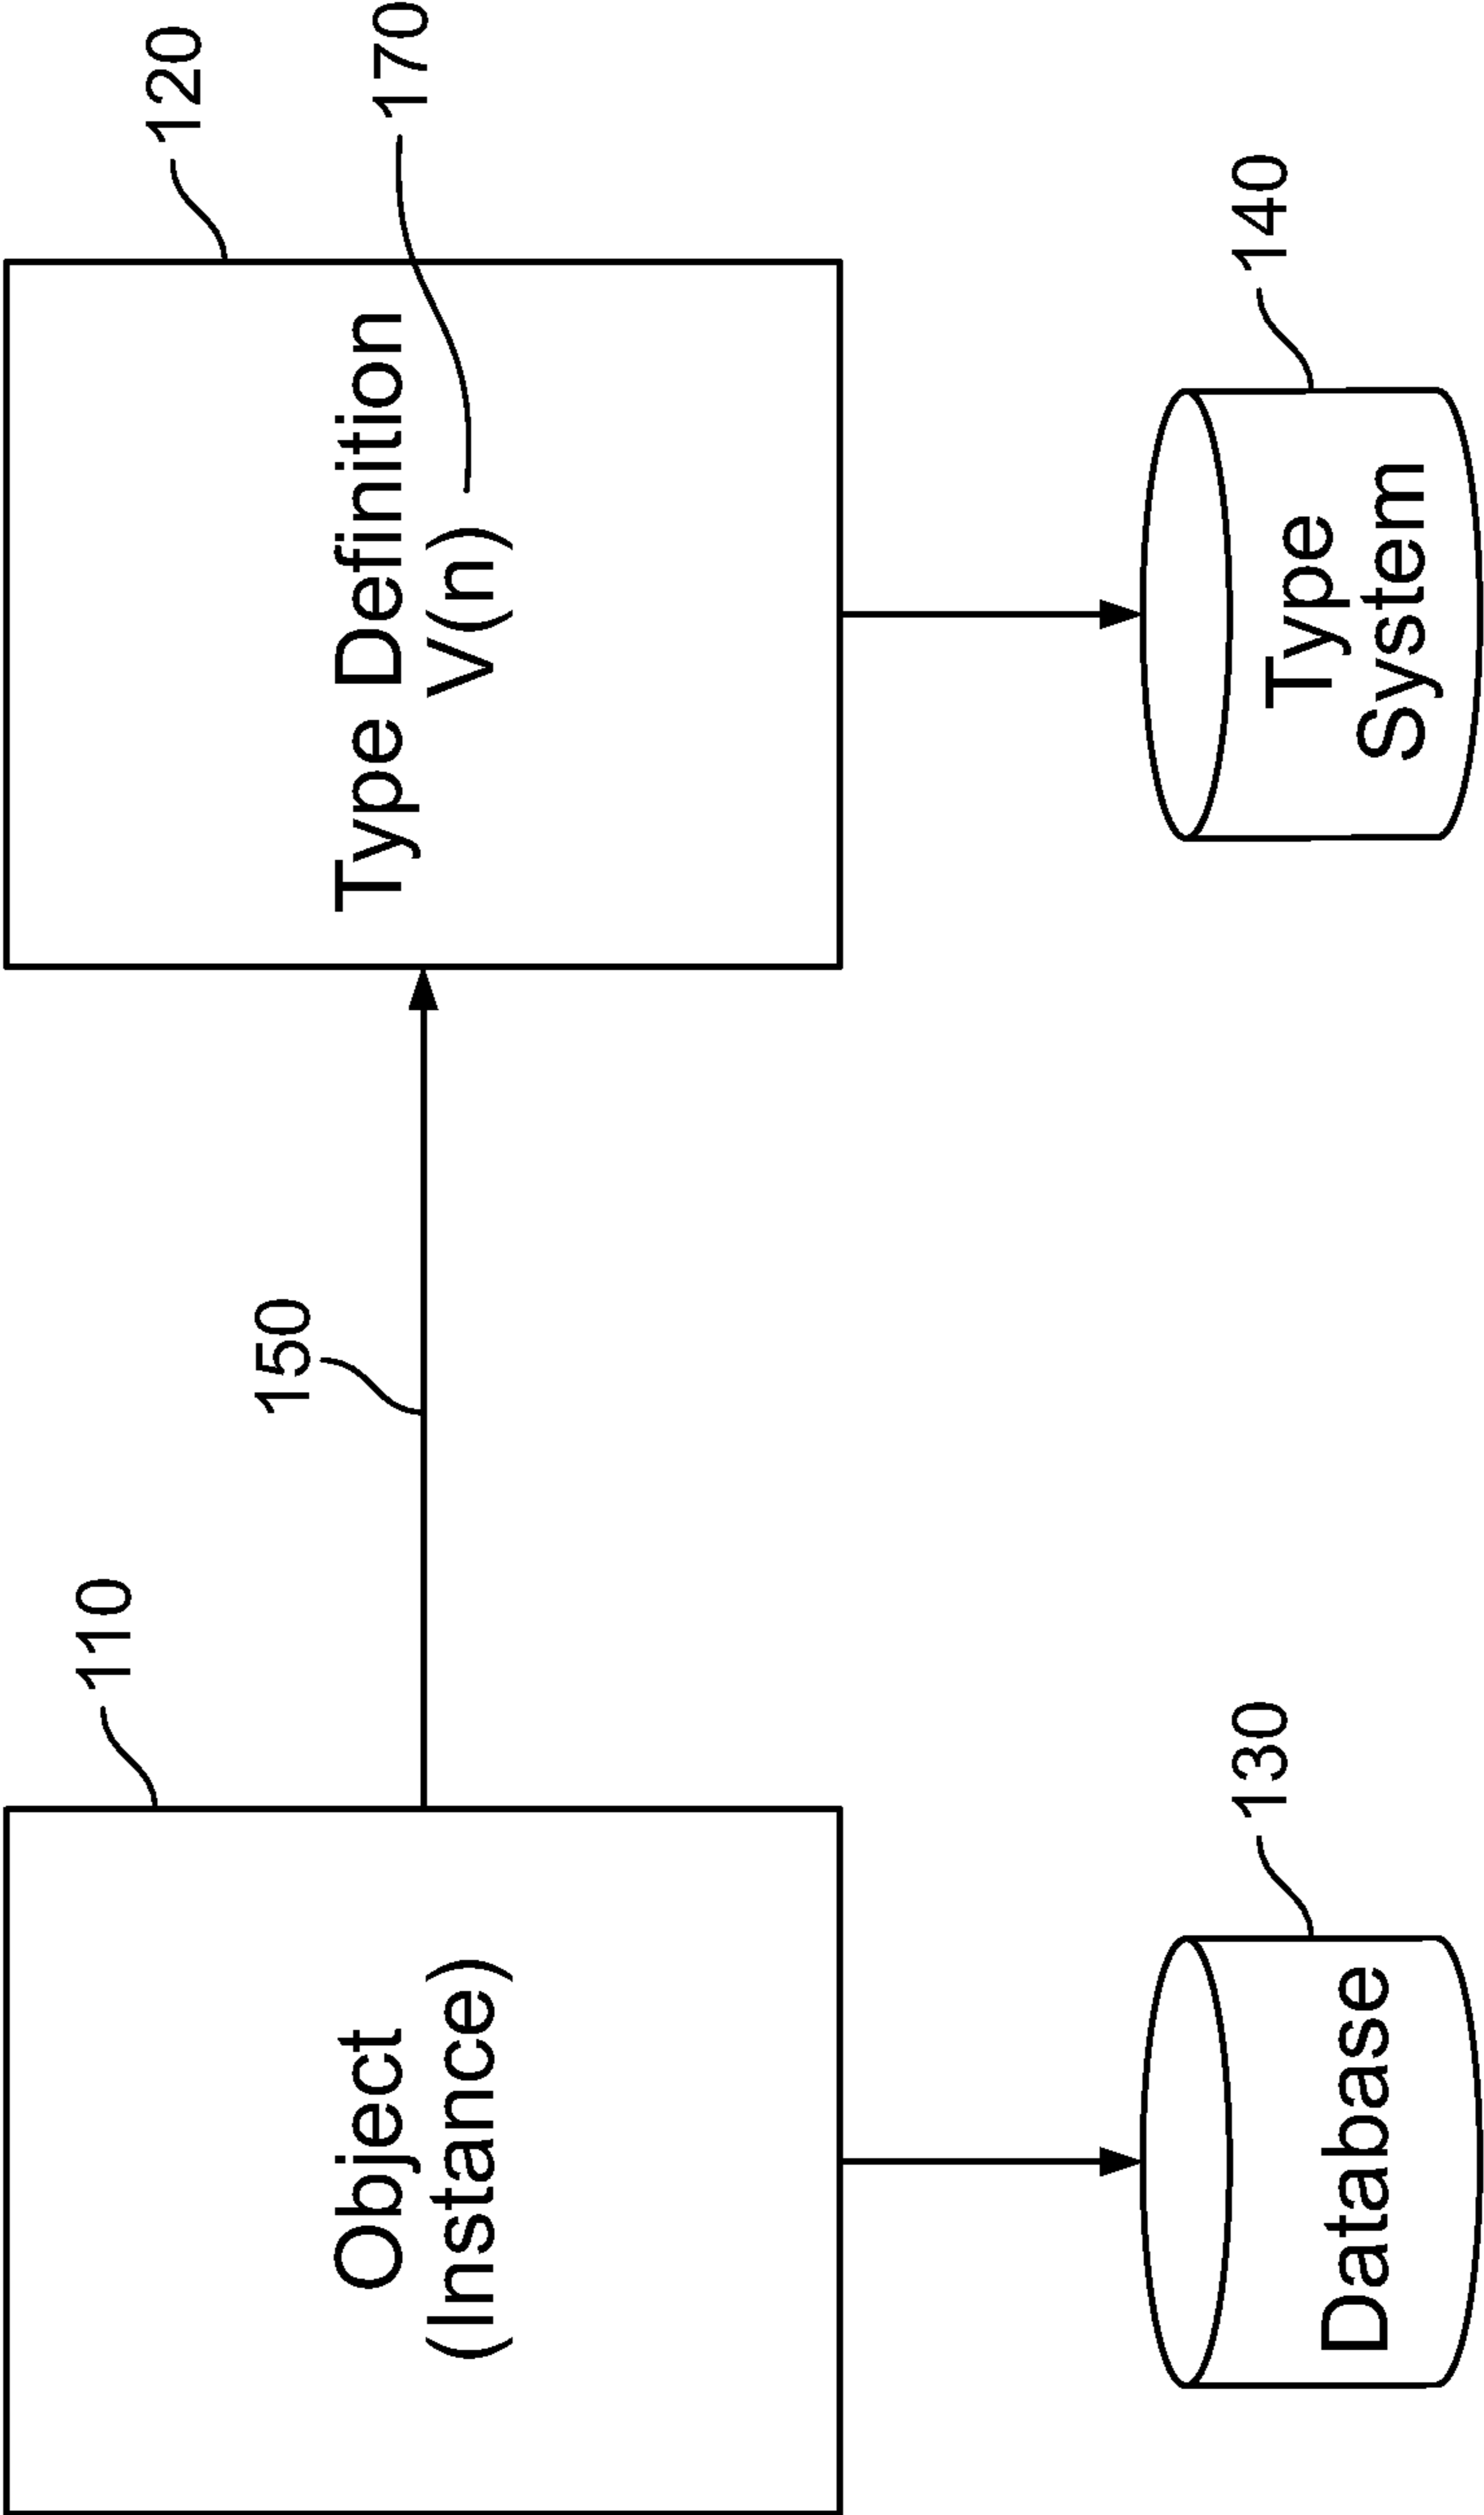 110
Object
(Instance)
150
120
Type Definition
V(n)
170
130
Database
140
Type
System